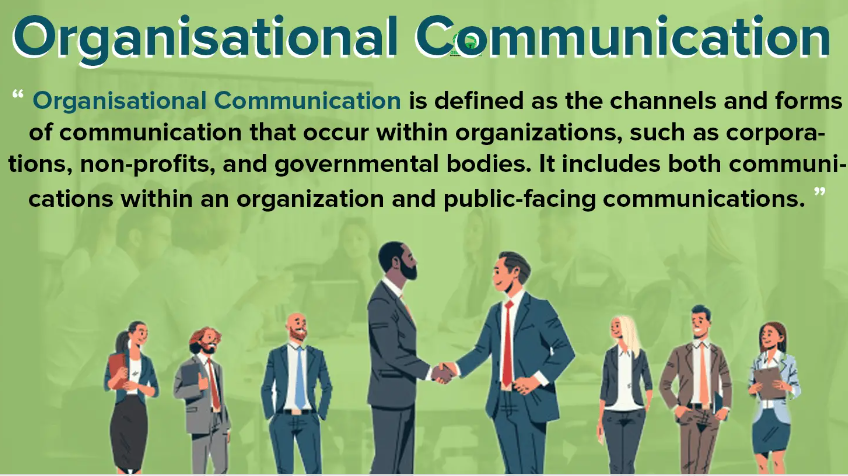 Organisational Communication
“ Organisational Communication is defined as the channels and forms
of communication that occur within organizations, such as corpora-
tions, non-profits, and governmental bodies. It includes both communi-
cations within an organization and public-facing communications. ”